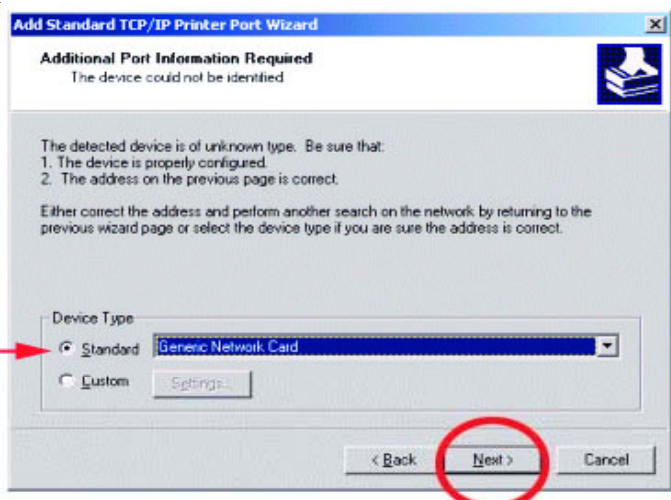 Add Standard TCP/IP Printer Port Wizard
Additional Port Information Required
The device could not be identified
The detected device is of unknown type. Be sure that:
1. The device is properly configured.
2. The address on the previous page is correct.
Either correct the address and perform another search on the network by returning to the
previous wizard page or select the device type if you are sure the address is correct.
Device Type
Standard Generic Network Card
Custom Settings...
< Back Next > Cancel